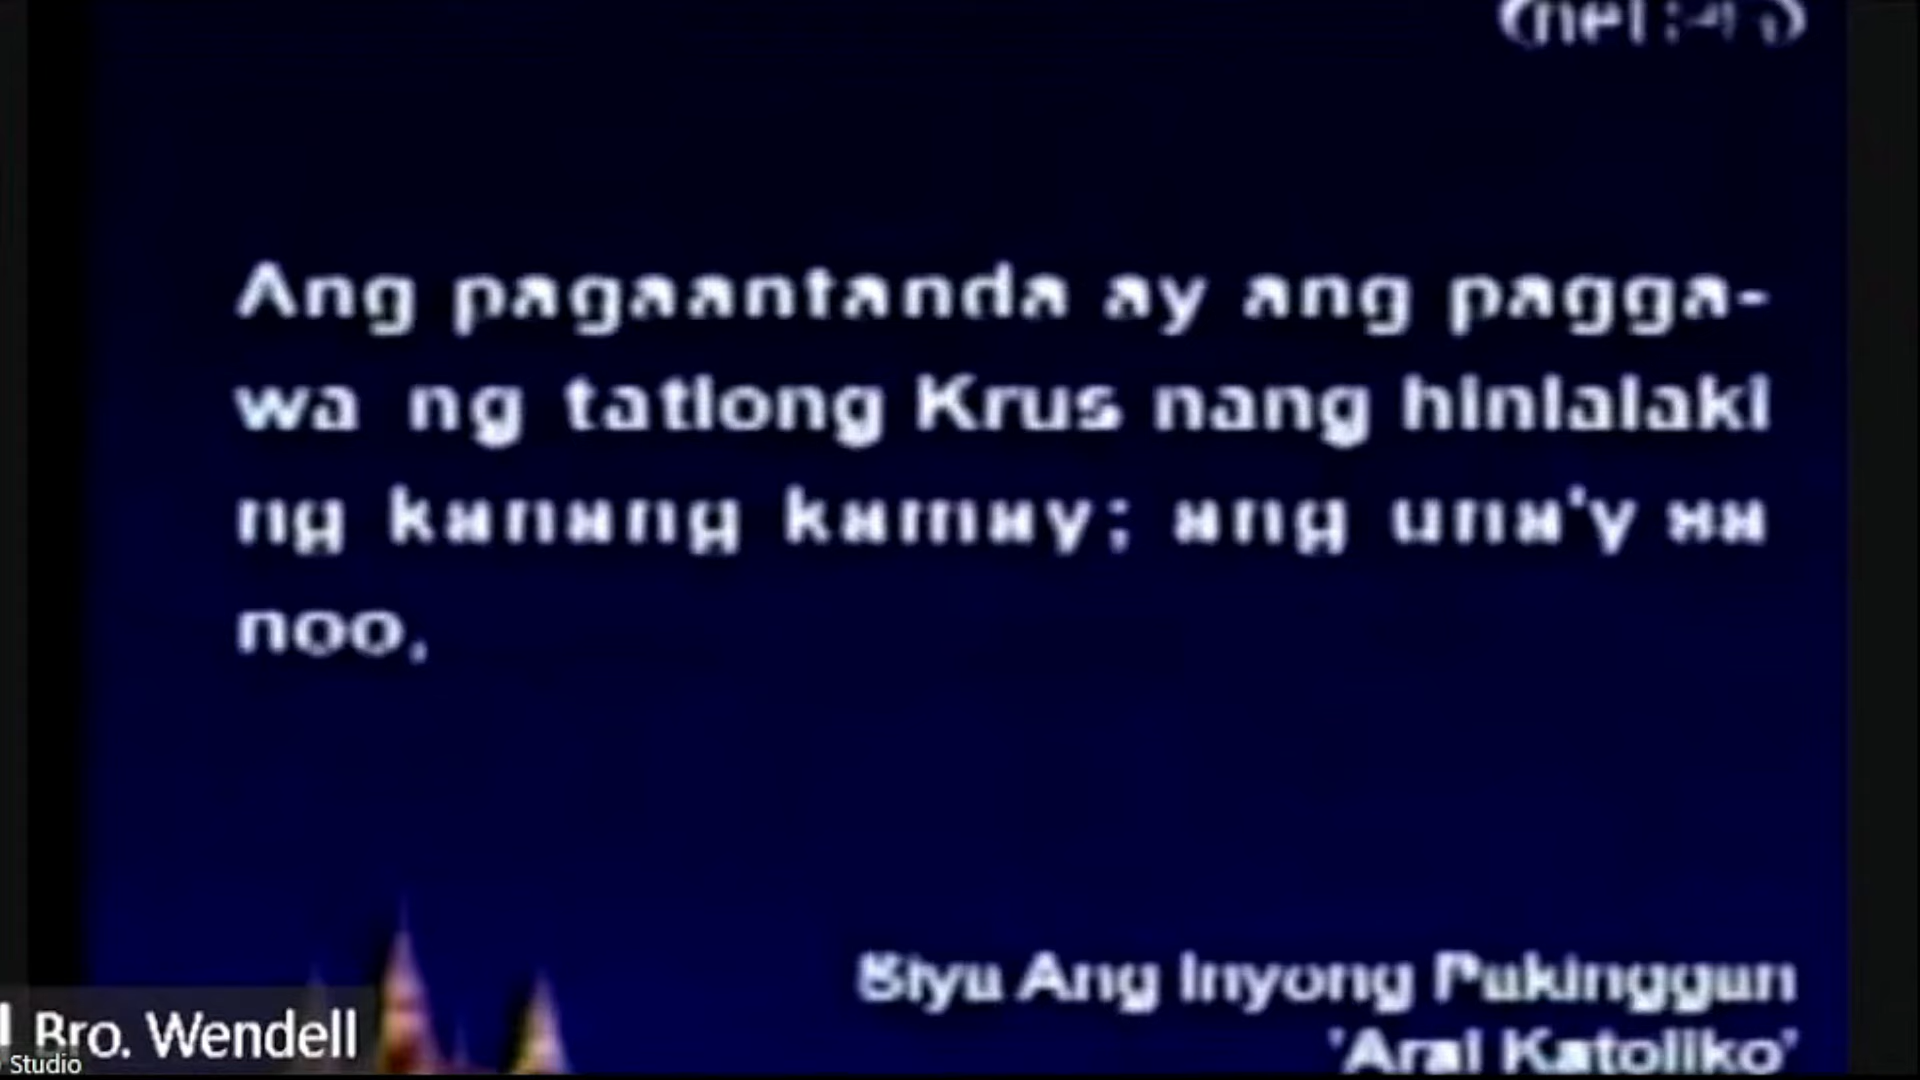 Ang pagaantanda ay ang pagga-
wa ng tatlong Krus nang hinlalaki
ng kanang kamay; ang una'y sa
noo,
Siya Ang Inyong Pakinggan
'Aral Katoliko'
Bro. Wendell
Studio